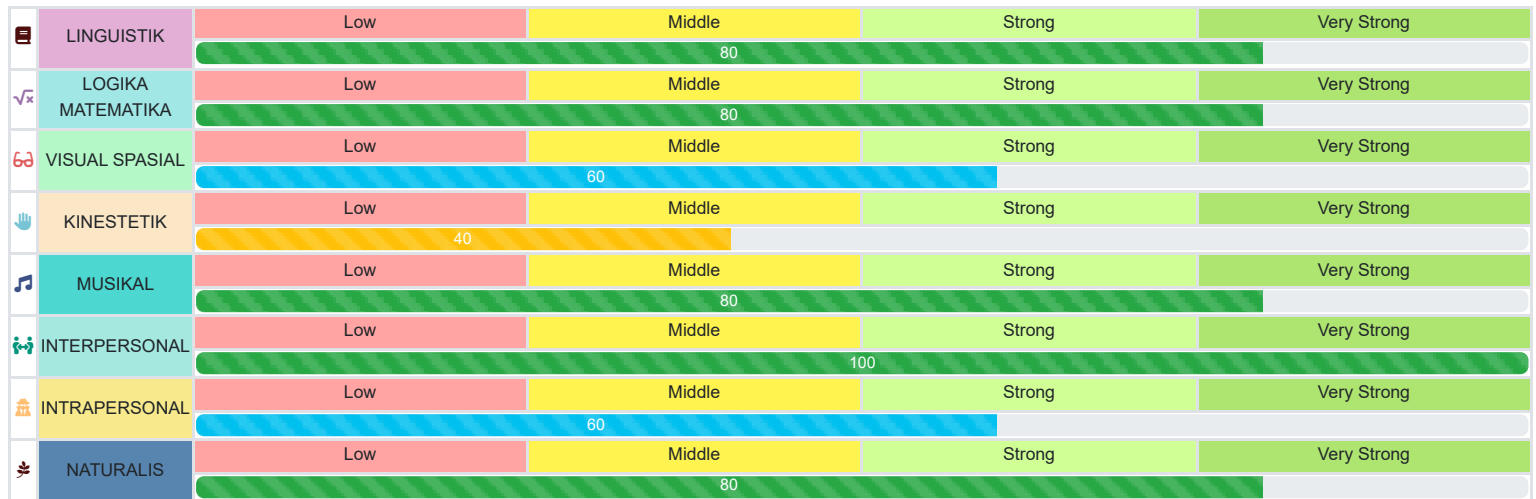 LINGUISTIK
Low Middle Strong Very Strong
80
LOGIKA
MATEMATIKA
Low Middle Strong Very Strong
80
VISUAL SPASIAL
Low Middle Strong Very Strong
60
KINESTETIK
Low Middle Strong Very Strong
40
MUSIKAL
Low Middle Strong Very Strong
80
INTERPERSONAL
Low Middle Strong Very Strong
100
INTRAPERSONAL
Low Middle Strong Very Strong
60
NATURALIS
Low Middle Strong Very Strong
80